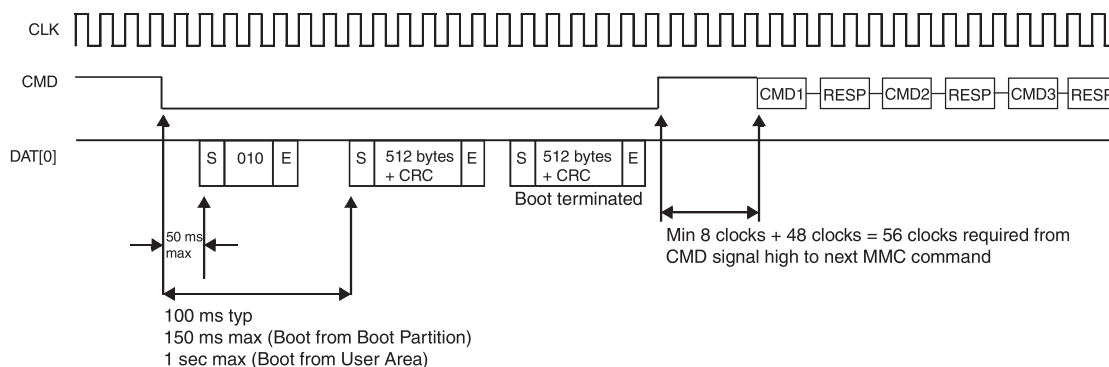 CLK
CMD
CMD1 RESP CMD2 RESP CMD3 RESP
DAT[0]
S 010 E S 512 bytes + CRC E S 512 bytes + CRC E
Boot terminated
50 ms
max
Min 8 clocks + 48 clocks = 56 clocks required from
CMD signal high to next MMC command
100 ms typ
150 ms max (Boot from Boot Partition)
1 sec max (Boot from User Area)